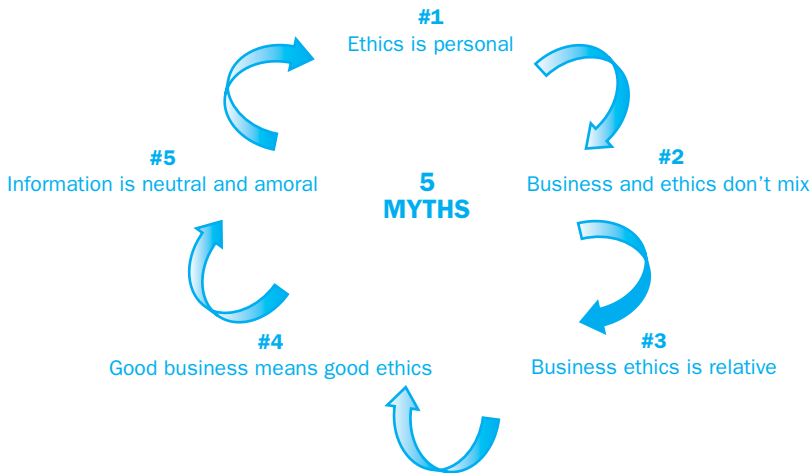 #1
Ethics is personal
#2
Business and ethics don’t mix
#3
Business ethics is relative
#4
Good business means good ethics
#5
Information is neutral and amoral
5
MYTHS